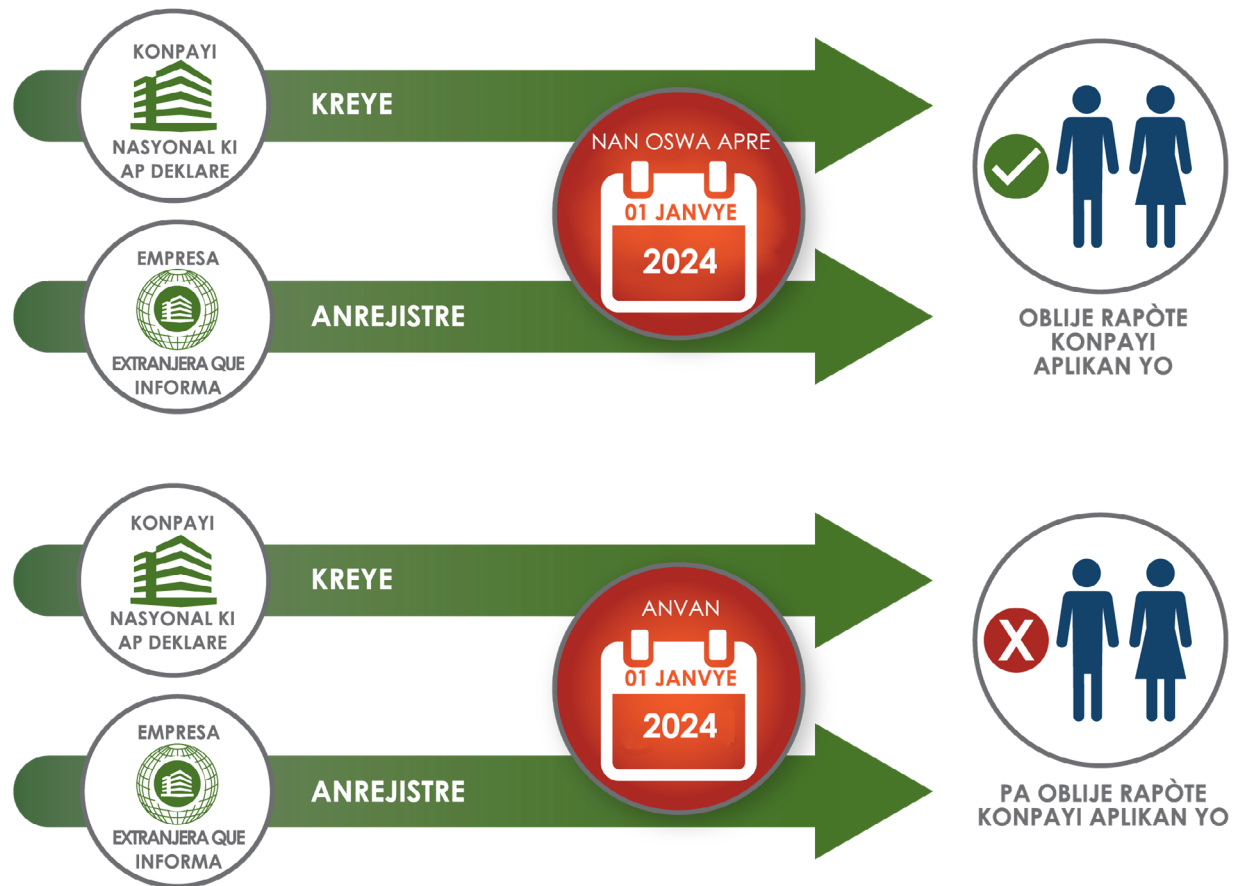 KONPAYI
NASYONAL KI
AP DEKLARE
KREYE
EMPRESA
EXTRANJERA QUE
INFORMA
ANREJISTRE
NAN OSWA APRE
01 JANVYE
2024
OBLIJE RAPÒTE
KONPAYI
APLIKAN YO
KONPAYI
NASYONAL KI
AP DEKLARE
KREYE
EMPRESA
EXTRANJERA QUE
INFORMA
ANREJISTRE
ANVAN
01 JANVYE
2024
X
PA OBLIJE RAPÒTE
KONPAYI APLIKAN YO